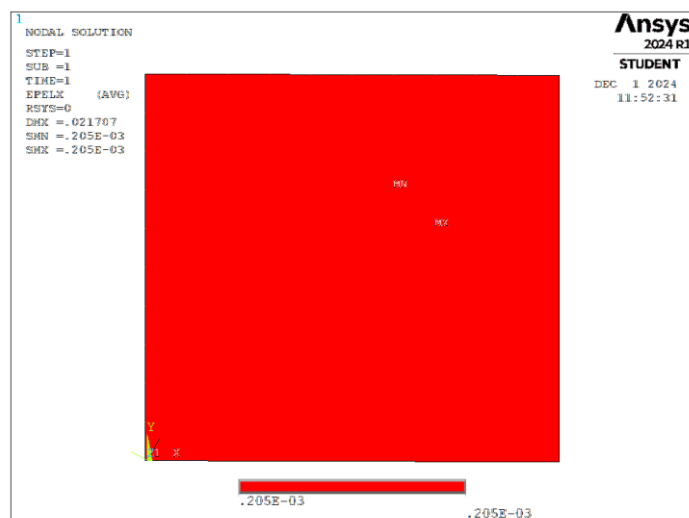 1
NODAL SOLUTION
STEP=1
SUB =1
TIME=1
EPELX (AVG)
RSYS=0
DMX =.021707
SMN =.205E-03
SMX =.205E-03
Ansys
2024 R1
STUDENT
DEC 1 2024
11:52:31
MN
MX
Y
X
.205E-03
.205E-03